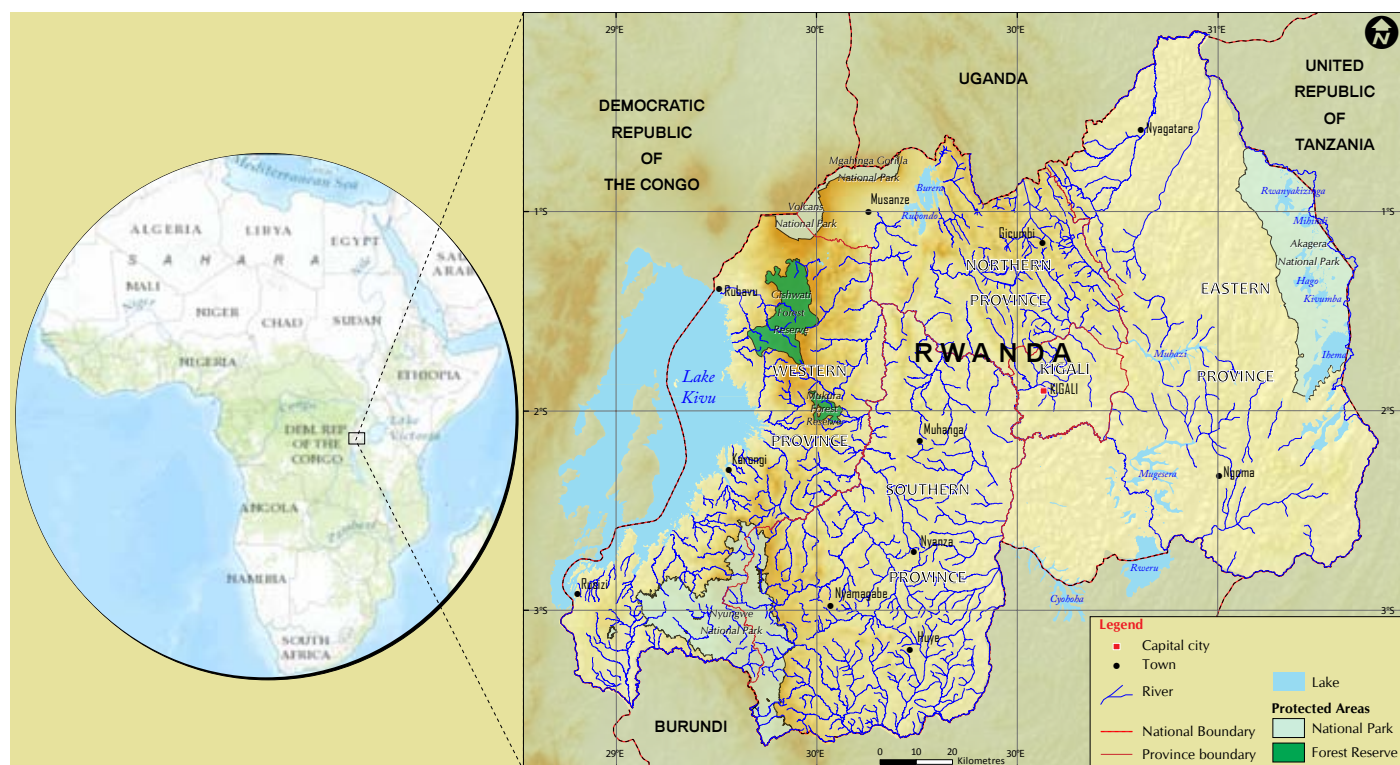 Mediterranean Sea
ALGERIA
LIBYA
EGYPT
SAHARA
SAU
ARAB
MALI
Niger
NIGER
CHAD
SUDAN
NIGERIA
ETHIOPIA
DEM. REP
OF THE
CONGO
Lake
Victoria
ANGOLA
Zambezi
NAMIBIA
SOUTH
AFRICA
29°E
30°E
30°E
31°E
N
DEMOCRATIC
REPUBLIC
OF
THE CONGO
UGANDA
UNITED
REPUBLIC
OF
TANZANIA
Nyagatare
Mgahinga Gorilla
National Park
Burera
Musanze
Ruhondo
Volcans
National Park
1°S
1°S
Rwanyakizinga
Mihindi
Akagera
National Park
Hago
Kivumba
Ihema
Gicumbi
NORTHERN
PROVINCE
EASTERN
PROVINCE
Rubavu
Gishwati
Forest
Reserve
RWANDA
Muhazi
KIGALI
KIGALI
Lake
Kivu
WESTERN
PROVINCE
Mukura
Forest
Reserve
2°S
2°S
Muhanga
Karongi
Mugesera
Ngoma
SOUTHERN
PROVINCE
Nyanza
Rusizi
Nyamagabe
Rweru
Cyohoha
3°S
3°S
Nyungwe
National Park
Huye
BURUNDI
29°E
30°E
30°E
0 10 20
Kilometres
Legend
Capital city
Town
River
National Boundary
Province boundary
Lake
Protected Areas
National Park
Forest Reserve